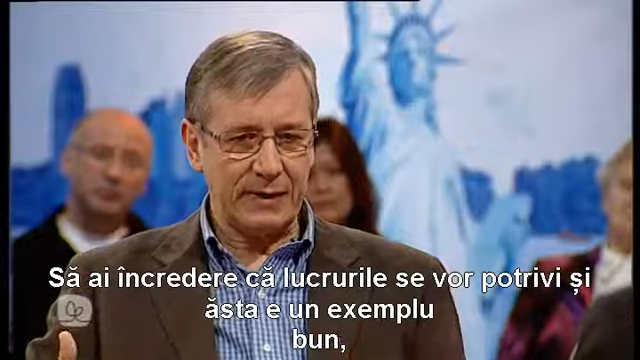 Să ai încredere că lucrurile se vor potrivi și
ăsta e un exemplu
bun,